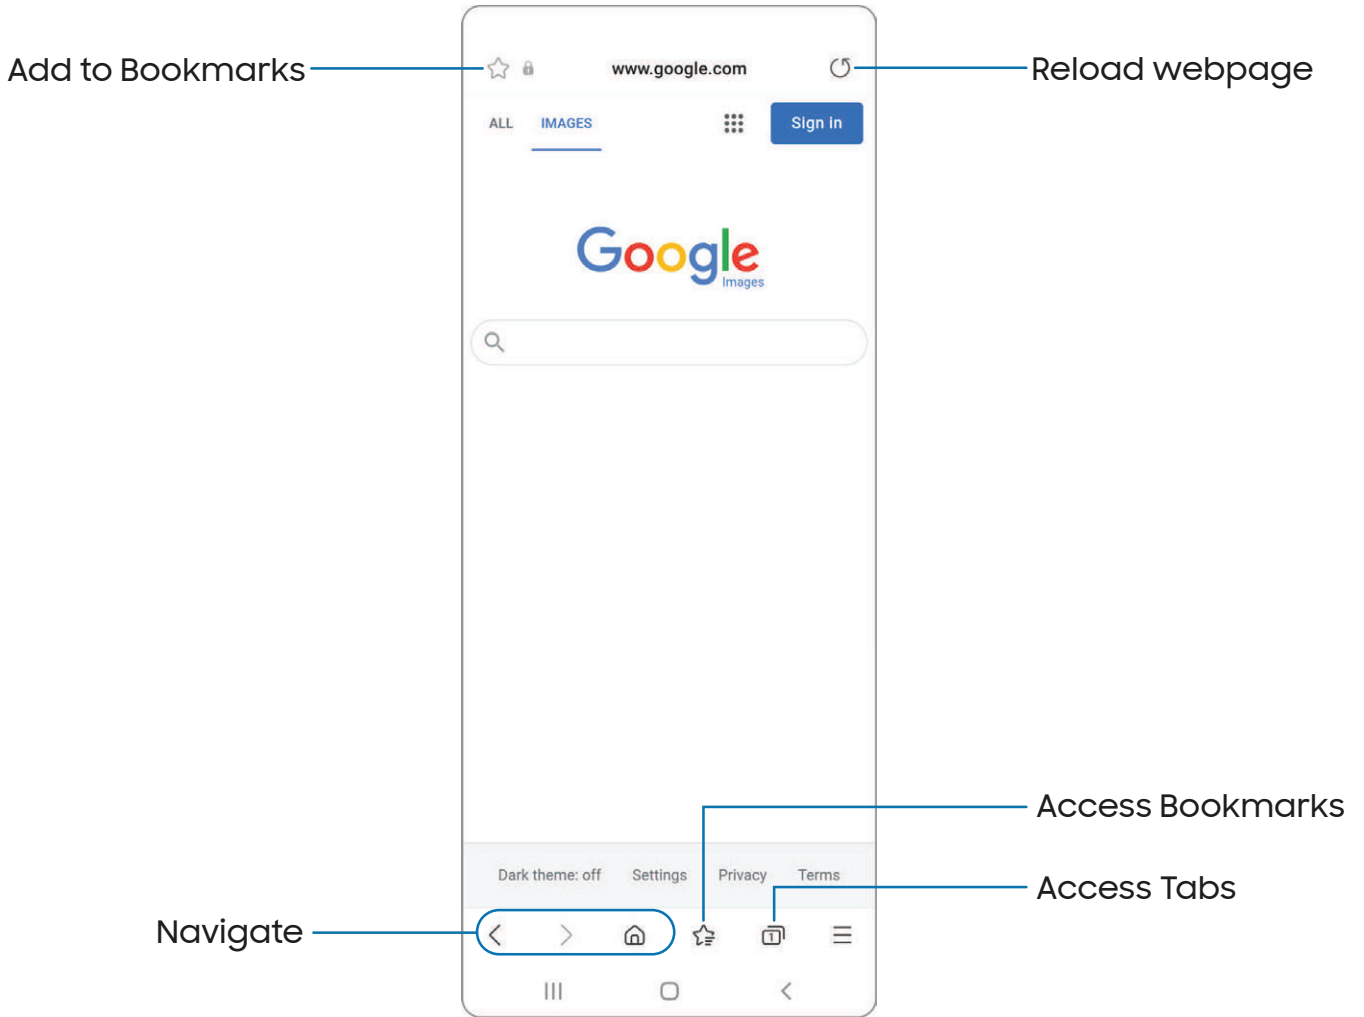 Add to Bookmarks
www.google.com
Reload webpage
ALL IMAGES
Sign in
Google
Images
Access Bookmarks
Dark theme: off Settings Privacy Terms
Access Tabs
Navigate
1